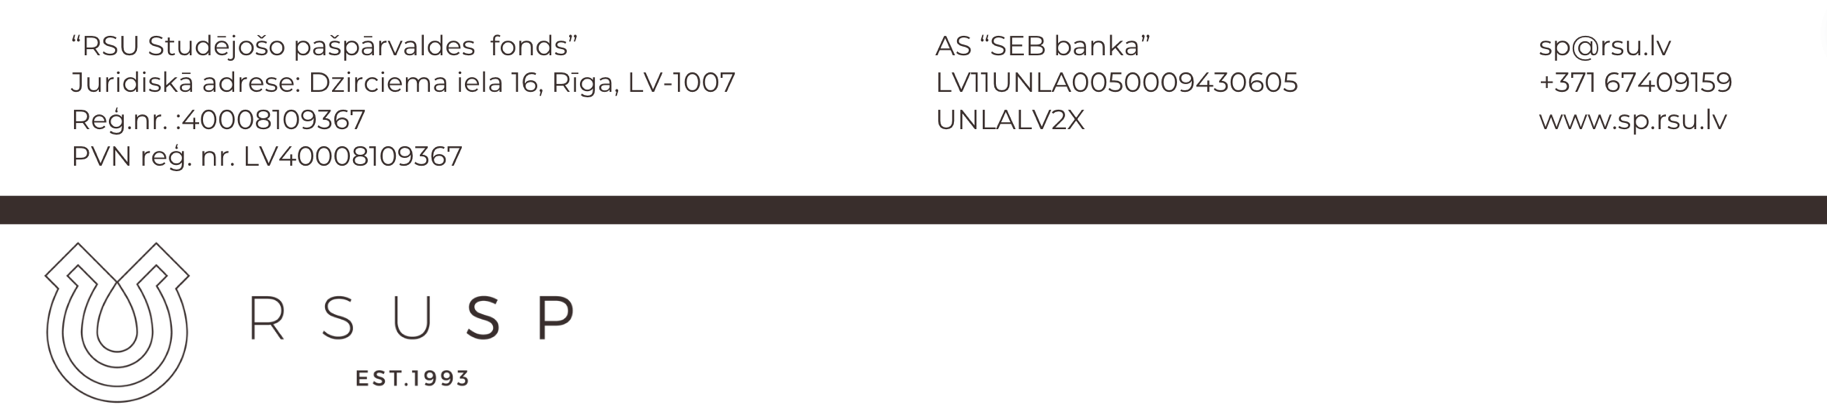 “RSU Studējošo pašpārvaldes fonds”
Juridiskā adrese: Dzirciema iela 16, Rīga, LV-1007
Reģ.nr. :40008109367
PVN reģ. nr. LV40008109367
AS “SEB banka”
LV11UNLA0050009430605
UNLALV2X
sp@rsu.lv
+371 67409159
www.sp.rsu.lv
RSUSP
EST.1993